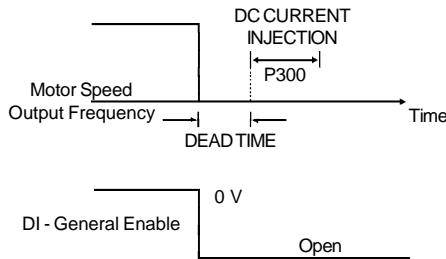 DC CURRENT
INJECTION
P300
Motor Speed
Output Frequency
Time
DEAD TIME
0 V
DI - General Enable
Open